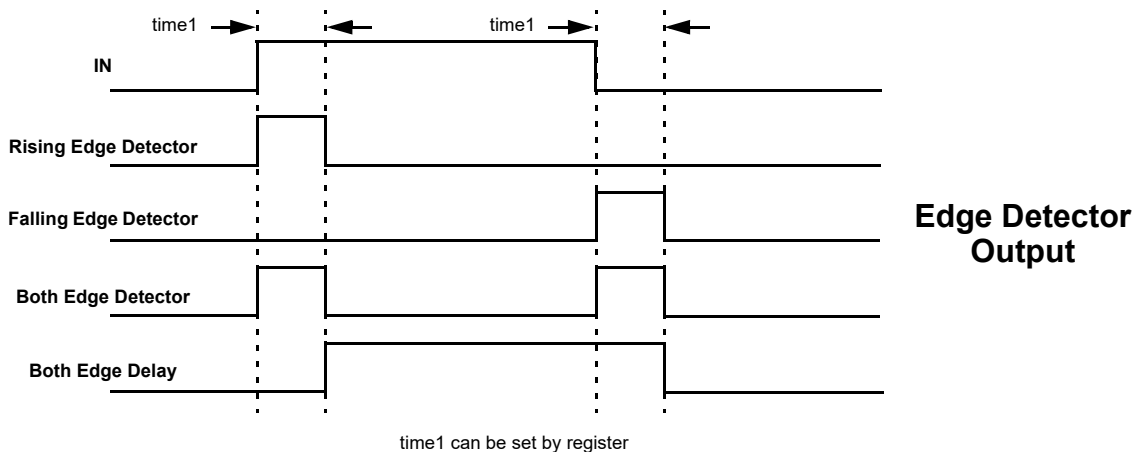 time1
time1
IN
Rising Edge Detector
Falling Edge Detector
Edge Detector
Output
Both Edge Detector
Both Edge Delay
time1 can be set by register